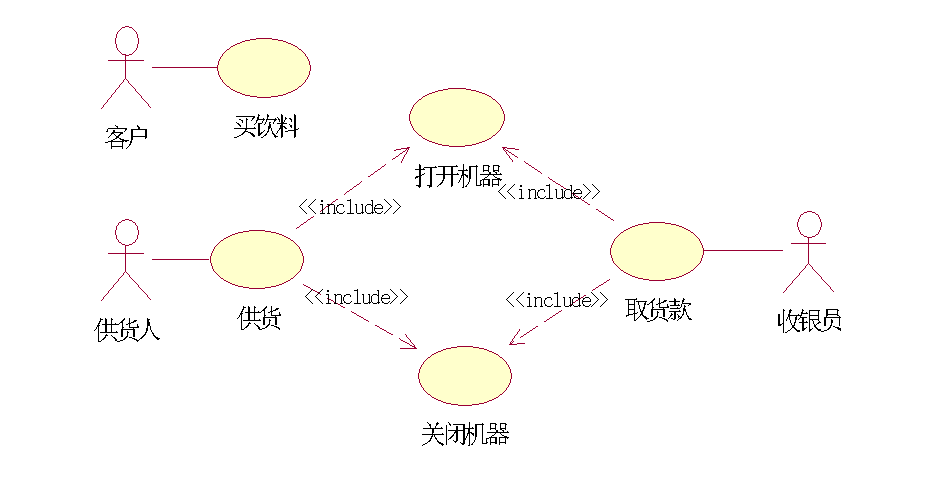 客户
买饮料
打开机器
<<include>>
<<include>>
供货人
供货
取货款
收银员
<<include>>
<<include>>
关闭机器